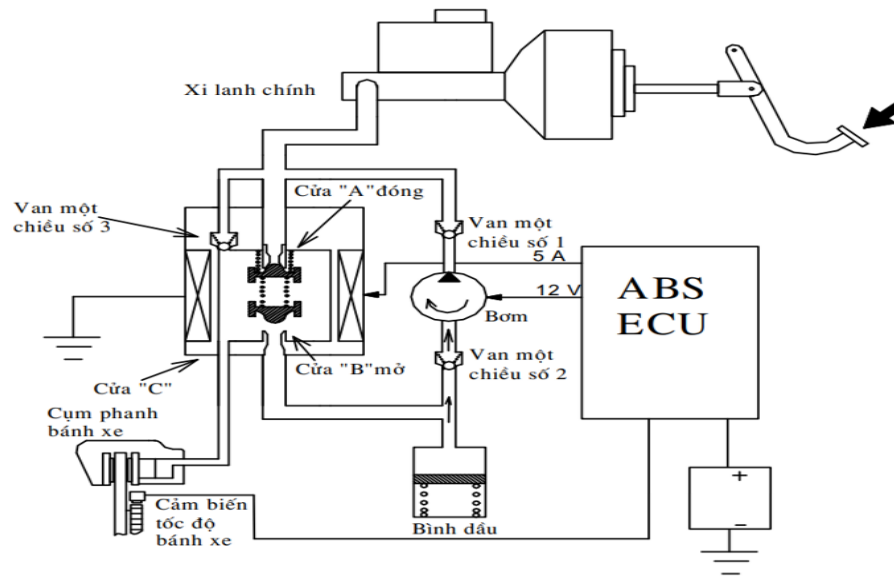 Xi lanh chính
Cửa "A"đóng
Van một
chiều số 3
Van một
chiều số 1
5 A
12 V
ABS
ECU
Bơm
Cửa "B"mở
Van một
chiều số 2
Cửa "C"
Cụm phanh
bánh xe
Cảm biến
tốc độ
bánh xe
Bình dầu
+
−